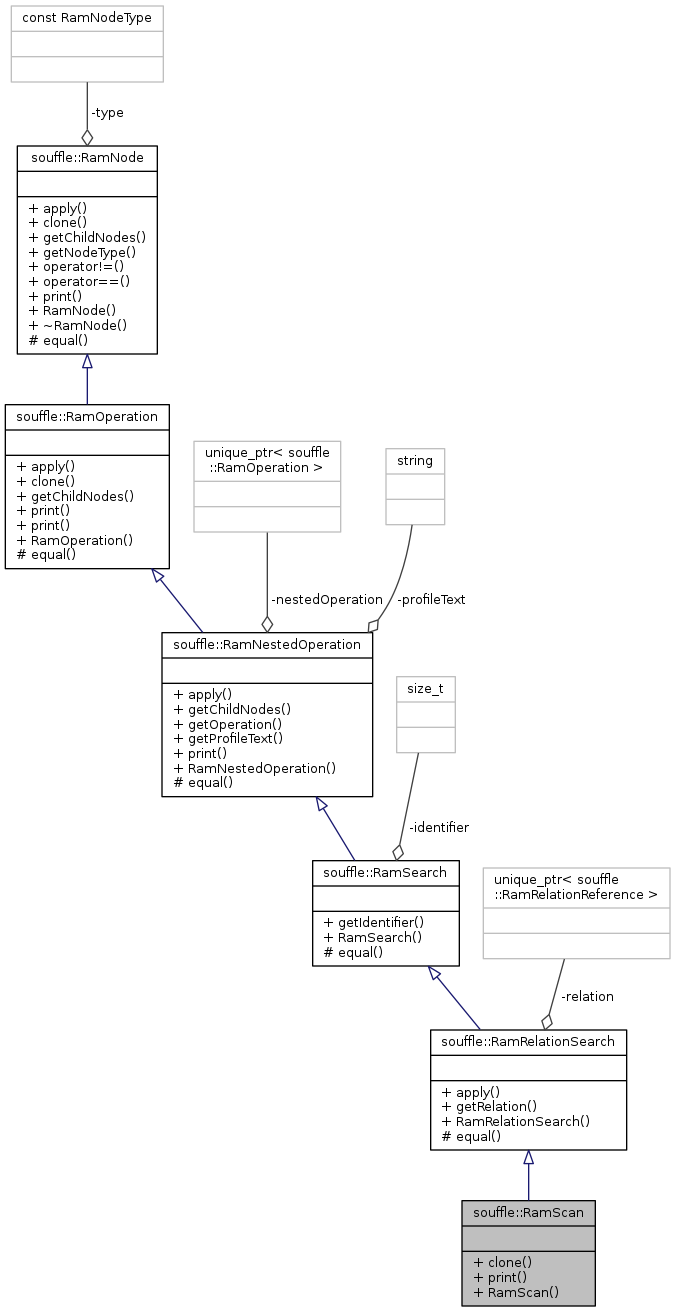 const RamNodeType
-type
souffle::RamNode
+ apply()
+ clone()
+ getChildNodes()
+ getNodeType()
+ operator!=()
+ operator==()
+ print()
+ RamNode()
+ ~RamNode()
# equal()
souffle::RamOperation
+ apply()
+ clone()
+ getChildNodes()
+ print()
+ print()
+ RamOperation()
# equal()
unique_ptr< souffle
::RamOperation >
string
-nestedOperation
-profileText
souffle::RamNestedOperation
+ apply()
+ getChildNodes()
+ getOperation()
+ getProfileText()
+ print()
+ RamNestedOperation()
# equal()
size_t
-identifier
souffle::RamSearch
+ getIdentifier()
+ RamSearch()
# equal()
unique_ptr< souffle
::RamRelationReference >
-relation
souffle::RamRelationSearch
+ apply()
+ getRelation()
+ RamRelationSearch()
# equal()
souffle::RamScan
+ clone()
+ print()
+ RamScan()